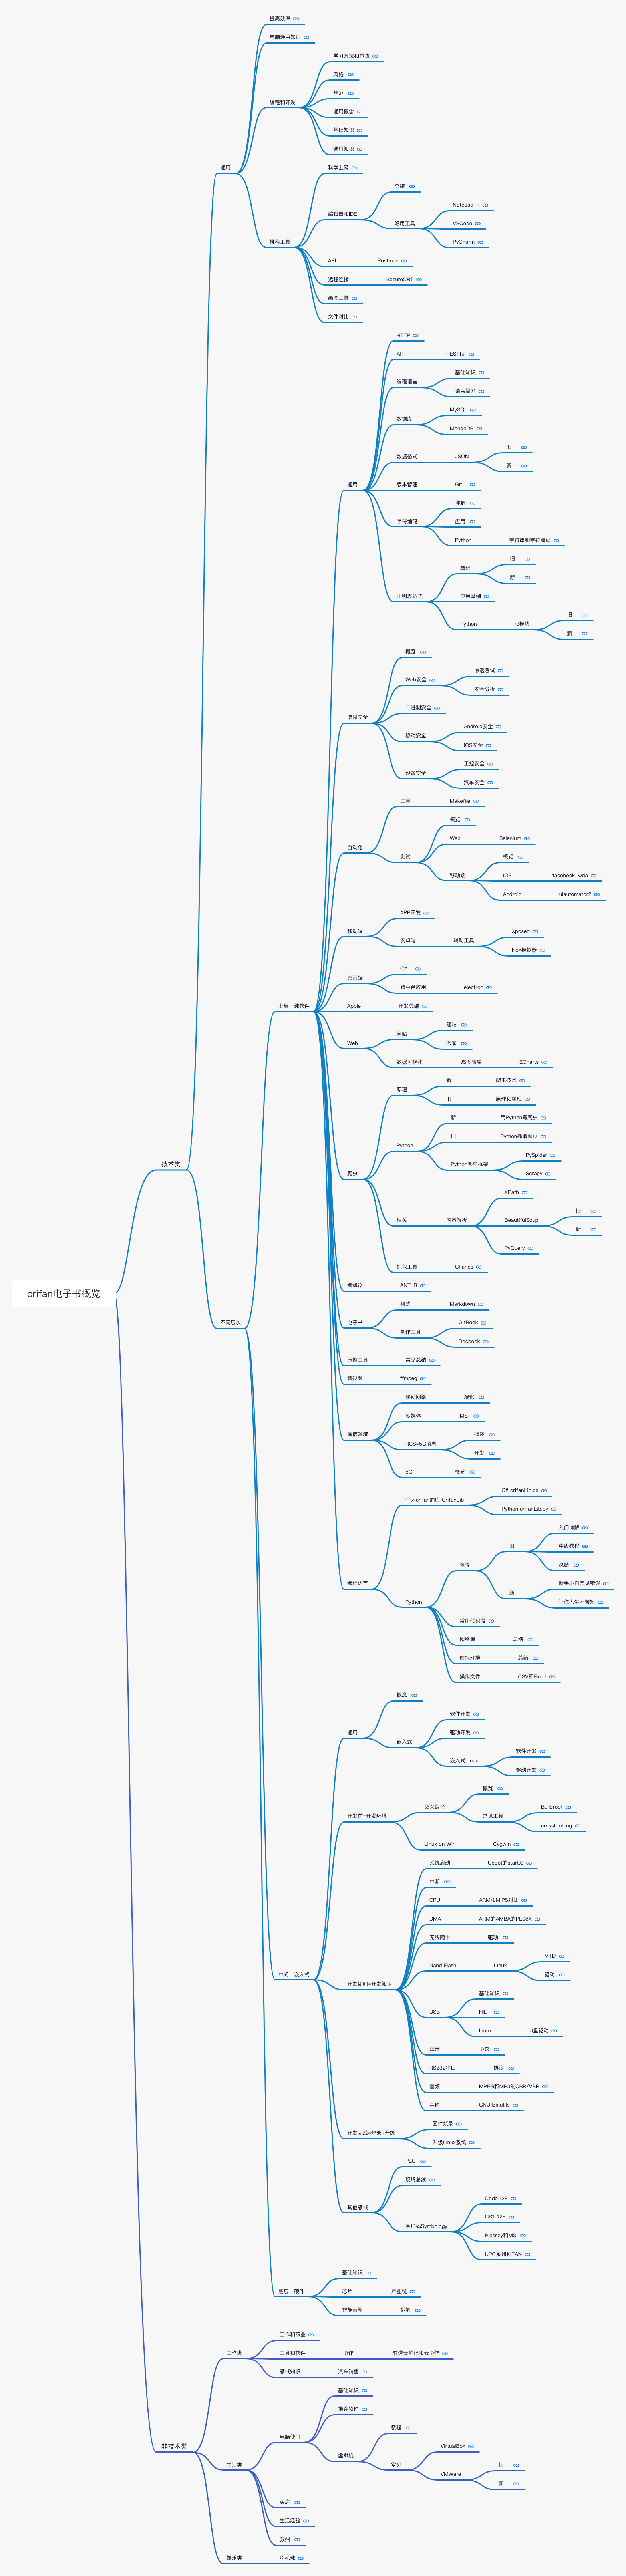 crifan电子书概览
技术类
通用
提高效率
电脑通用知识
编程和开发
学习方法和思路
风格
规范
通用概念
基础知识
通用知识
推荐工具
科学上网
编辑器和IDE
总结
好用工具
Notepad++
VSCode
PyCharm
API
Postman
远程连接
SecureCRT
画图工具
文件对比
不同层次
上层：纯软件
通用
HTTP
API
RESTful
编程语言
基础知识
语言简介
数据库
MySQL
MongoDB
数据格式
JSON
旧
新
版本管理
Git
字符编码
详解
应用
Python
字符串和字符编码
正则表达式
教程
旧
新
应用举例
Python
re模块
旧
新
信息安全
概览
Web安全
渗透测试
安全分析
二进制安全
移动安全
Android安全
iOS安全
设备安全
工控安全
汽车安全
自动化
工具
Makefile
测试
概览
Web
Selenium
移动端
概览
iOS
facebook-wda
Android
uiautomator2
移动端
APP开发
安卓端
辅助工具
Xposed
Nox模拟器
桌面端
C#
跨平台应用
electron
Apple
开发总结
Web
网站
建站
搬家
数据可视化
JS图表库
ECharts
爬虫
原理
新
爬虫技术
旧
原理和实现
Python
新
用Python写爬虫
旧
Python抓取网页
Python爬虫框架
PySpider
Scrapy
相关
内容解析
XPath
BeautifulSoup
旧
新
PyQuery
抓包工具
Charles
编译器
ANTLR
电子书
格式
Markdown
制作工具
GitBook
Docbook
压缩工具
常见总结
音视频
ffmpeg
通信领域
移动网络
演化
多媒体
IMS
RCS=5G消息
概述
开发
5G
概览
编程语言
个人crifan的库 CrifanLib
C# crifanLib.cs
Python crifanLib.py
Python
教程
旧
入门详解
中级教程
总结
新
新手小白常见错误
让你人生不苦短
常用代码段
网络库
总结
虚拟环境
总结
操作文件
CSV和Excel
中间：嵌入式
通用
概念
嵌入式
软件开发
驱动开发
嵌入式Linux
软件开发
驱动开发
开发前=开发环境
交叉编译
概览
常见工具
Buildroot
crosstool-ng
Linux on Win
Cygwin
开发期间=开发知识
系统启动
Uboot的start.S
中断
CPU
ARM和MIPS对比
DMA
ARM的AMBA的PL08X
无线网卡
驱动
Nand Flash
Linux
MTD
驱动
USB
基础知识
HID
Linux
U盘驱动
蓝牙
协议
RS232串口
协议
音频
MPEG和MP3的CBR/VBR
其他
GNU Binutils
开发完成=烧录+升级
固件烧录
升级Linux系统
其他领域
PLC
现场总线
条形码Symbology
Code 128
GS1-128
Plessey和MSI
UPC系列和EAN
底层：硬件
基础知识
芯片
产业链
智能音箱
拆解
非技术类
工作类
工作和职业
工具和软件
协作
有道云笔记和云协作
领域知识
汽车销售
生活类
电脑使用
基础知识
推荐软件
虚拟机
教程
常见
VirtualBox
VMWare
旧
新
买房
生活经验
苏州
娱乐类
羽毛球